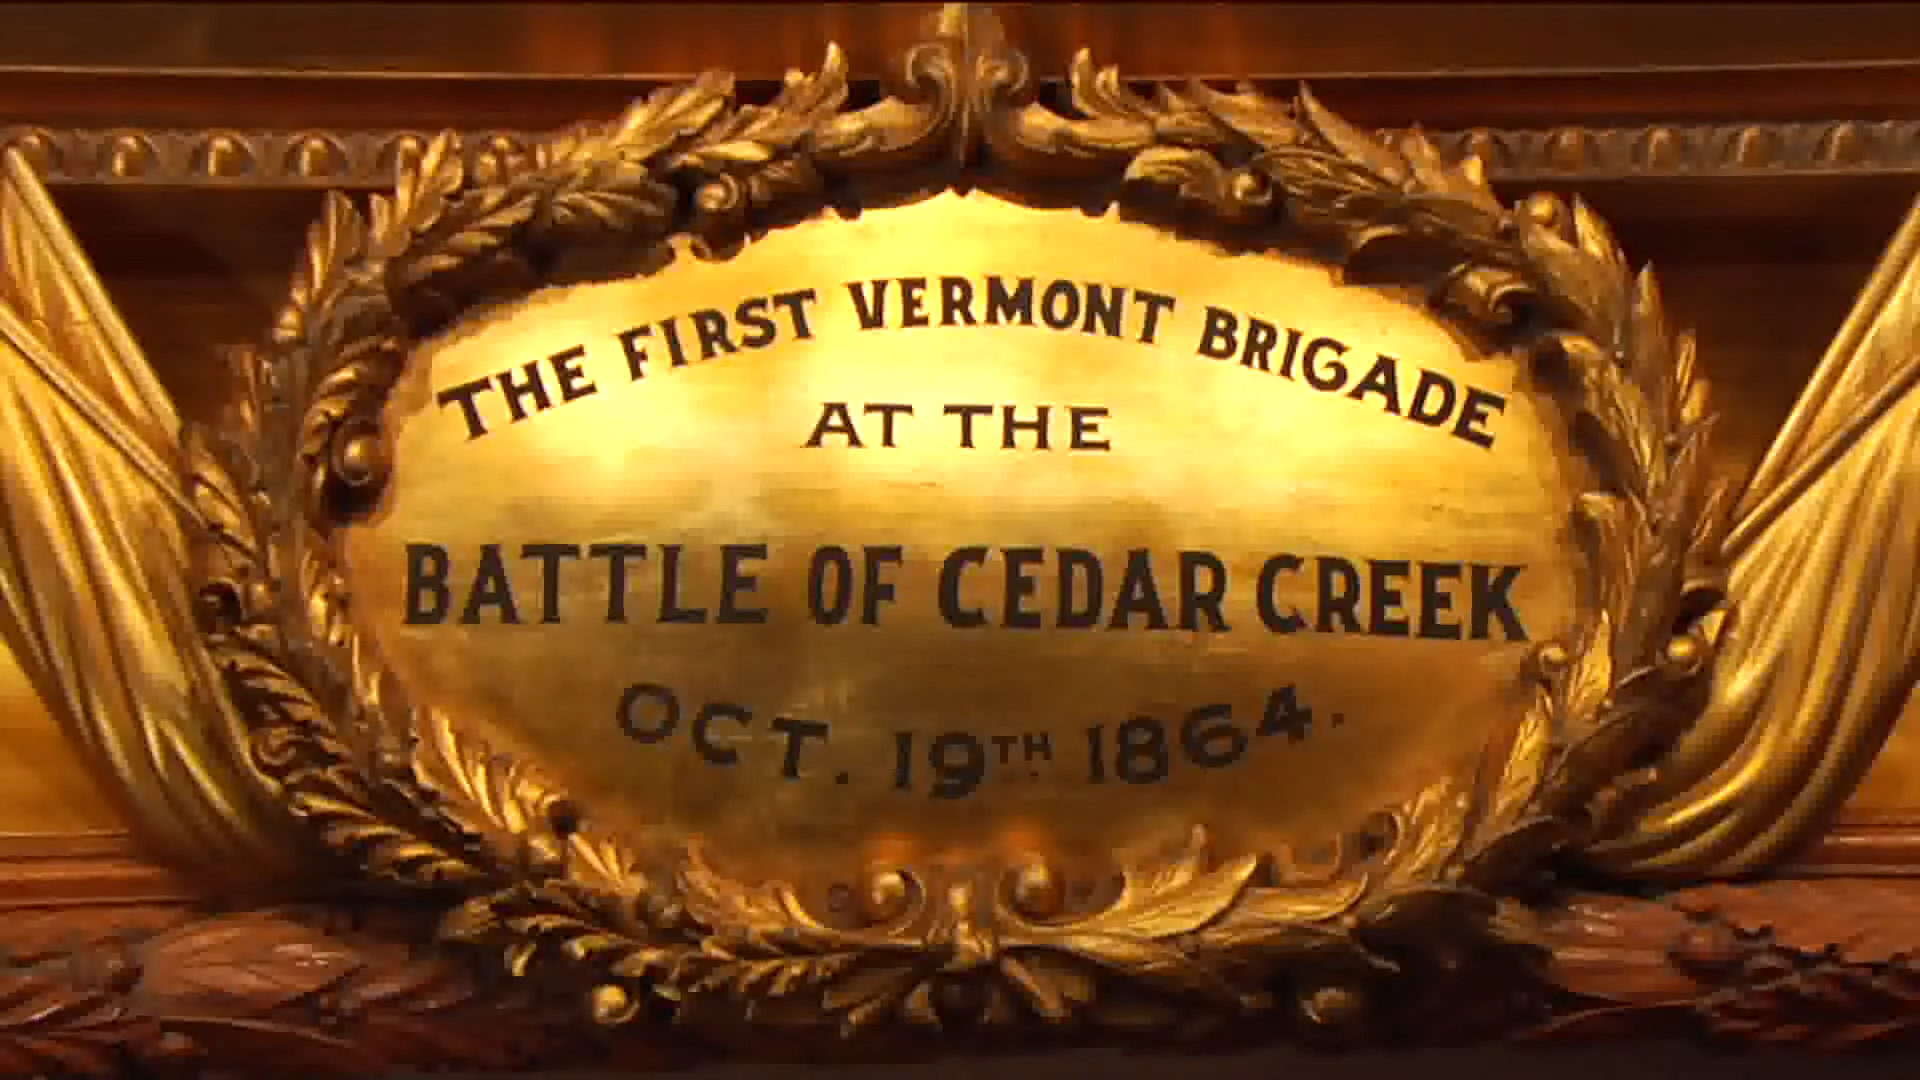 THE FIRST VERMONT BRIGADE
AT THE
BATTLE OF CEDAR CREEK
OCT. 19TH 1864.